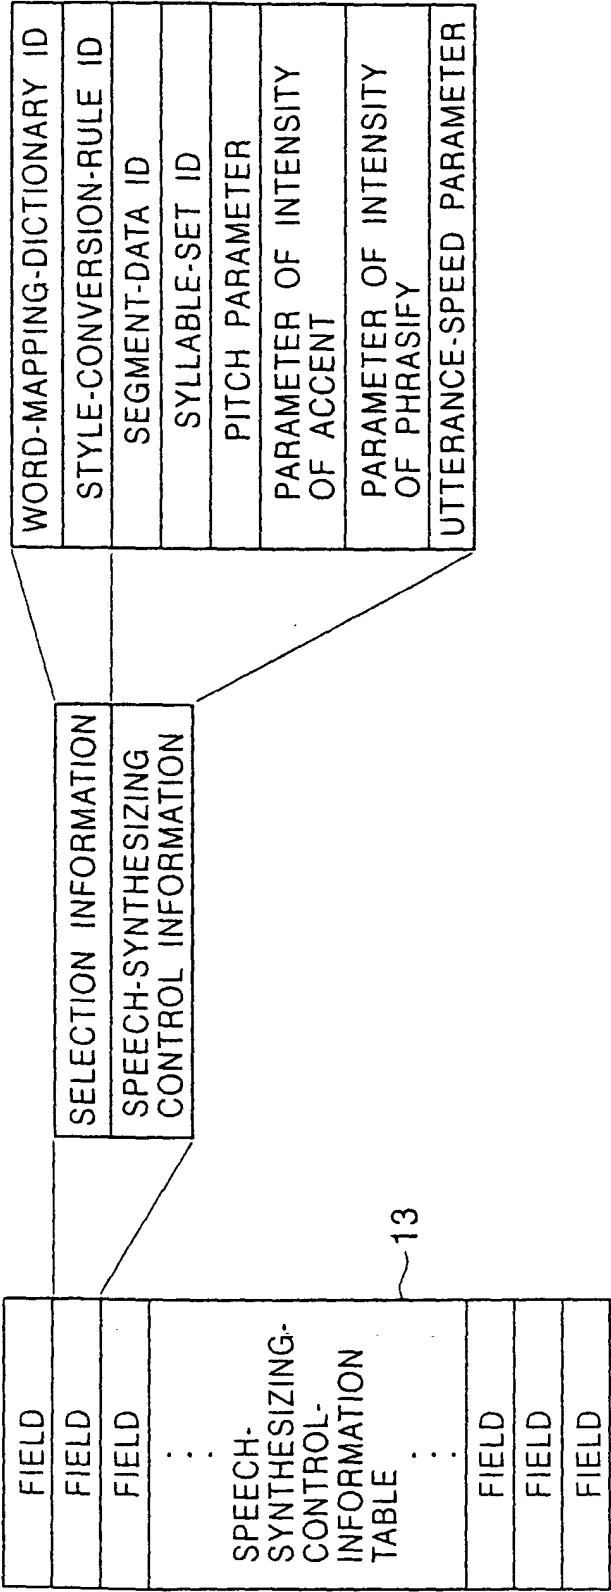 FIELD
FIELD
FIELD
SPEECH-
SYNTHESIZING-
CONTROL-
INFORMATION
TABLE
FIELD
FIELD
FIELD
13
SELECTION INFORMATION
SPEECH-SYNTHESIZING
CONTROL INFORMATION
WORD-MAPPING-DICTIONARY ID
STYLE-CONVERSION-RULE ID
SEGMENT-DATA ID
SYLLABLE-SET ID
PITCH PARAMETER
PARAMETER OF INTENSITY
OF ACCENT
PARAMETER OF INTENSITY
OF PHRASIFY
UTTERANCE-SPEED PARAMETER